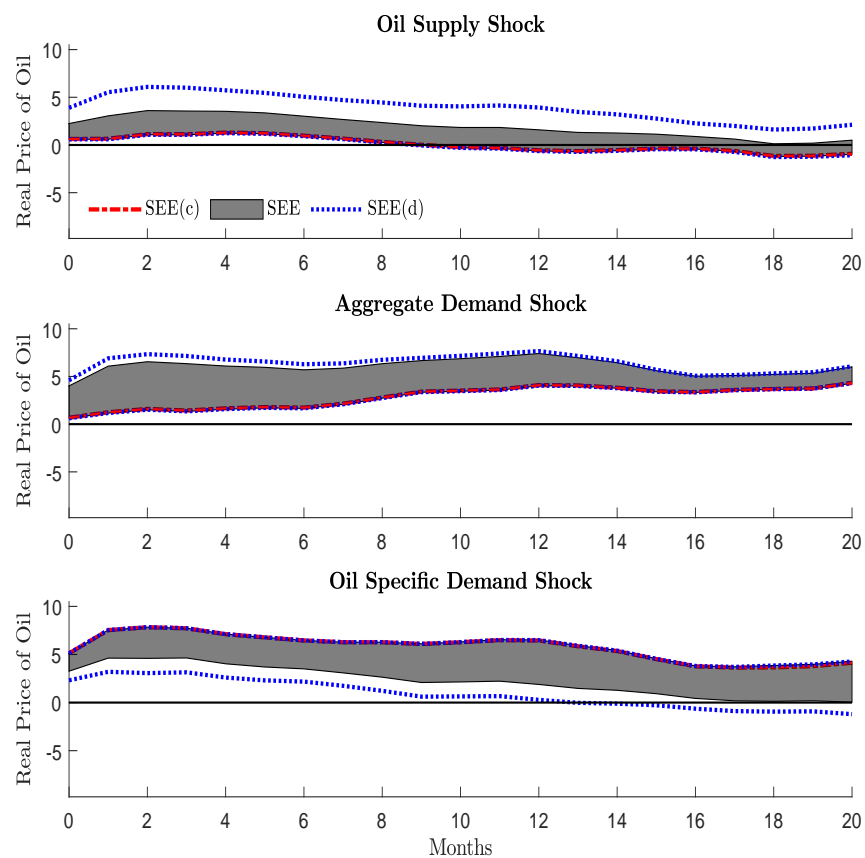 Oil Supply Shock
Real Price of Oil
10
5
0
-5
SEE(c) SEE SEE(d)
0 2 4 6 8 10 12 14 16 18 20
Aggregate Demand Shock
Real Price of Oil
10
5
0
-5
0 2 4 6 8 10 12 14 16 18 20
Oil Specific Demand Shock
Real Price of Oil
10
5
0
-5
0 2 4 6 8 10 12 14 16 18 20
Months